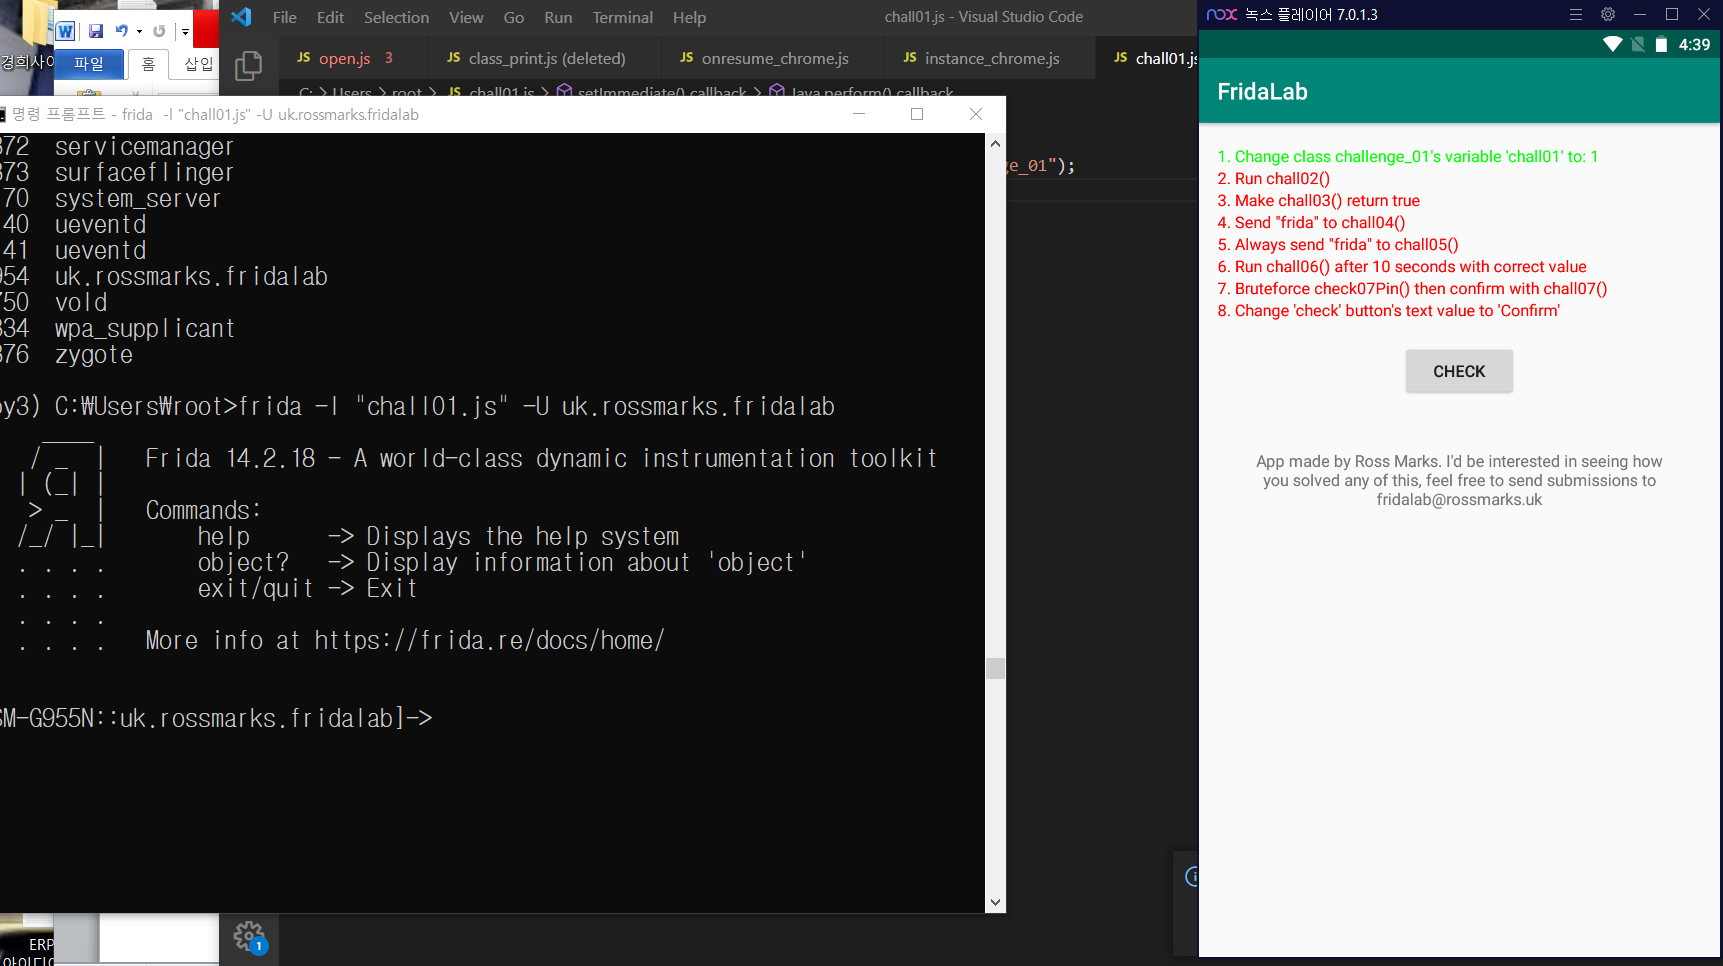 경희사이
파일
홈
삽입
File Edit Selection View Go Run Terminal Help
chall01.js - Visual Studio Code
JS open.js 3
JS class_print.js (deleted)
JS onresume_chrome.js
JS instance_chrome.js
JS chall01.js
C: > Users > root > JS chall01.js > setImmediate() callback > Java.perform() callback
ge_01");
명령 프롬프트 - frida -l "chall01.js" -U uk.rossmarks.fridalab
372 servicemanager
373 surfaceflinger
170 system_server
40 ueventd
41 ueventd
954 uk.rossmarks.fridalab
750 vold
334 wpa_supplicant
376 zygote
py3) C:₩Users₩root>frida -l "chall01.js" -U uk.rossmarks.fridalab
____
/ _  |   Frida 14.2.18 - A world-class dynamic instrumentation toolkit
| (_| |
> _  |   Commands:
/_/ |_|       help      -> Displays the help system
. . . .       object?   -> Display information about 'object'
. . . .       exit/quit -> Exit
. . . .
. . . .   More info at https://frida.re/docs/home/
SM-G955N::uk.rossmarks.fridalab]->
ERP
아이디어
1
nox 녹스 플레이어 7.0.1.3
4:39
FridaLab
1. Change class challenge_01's variable 'chall01' to: 1
2. Run chall02()
3. Make chall03() return true
4. Send "frida" to chall04()
5. Always send "frida" to chall05()
6. Run chall06() after 10 seconds with correct value
7. Bruteforce check07Pin() then confirm with chall07()
8. Change 'check' button's text value to 'Confirm'
CHECK
App made by Ross Marks. I'd be interested in seeing how
you solved any of this, feel free to send submissions to
fridalab@rossmarks.uk